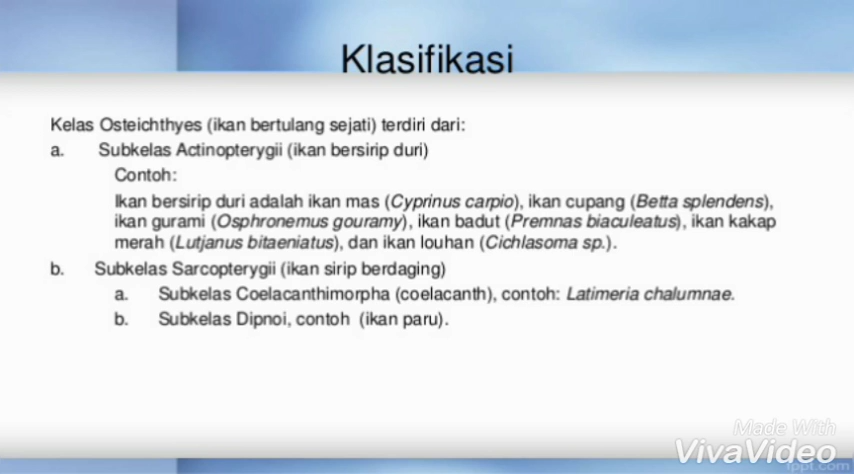 Klasifikasi
Kelas Osteichthyes (ikan bertulang sejati) terdiri dari:
a. Subkelas Actinopterygii (ikan bersirip duri)
Contoh:
Ikan bersirip duri adalah ikan mas (Cyprinus carpio), ikan cupang (Betta splendens),
ikan gurami (Osphronemus gouramy), ikan badut (Premnas biaculeatus), ikan kakap
merah (Lutjanus bitaeniatus), dan ikan louhan (Cichlasoma sp.).
b. Subkelas Sarcopterygii (ikan sirip berdaging)
a. Subkelas Coelacanthimorpha (coelacanth), contoh: Latimeria chalumnae.
b. Subkelas Dipnoi, contoh (ikan paru).
Made With
VivaVideo
fppt.com